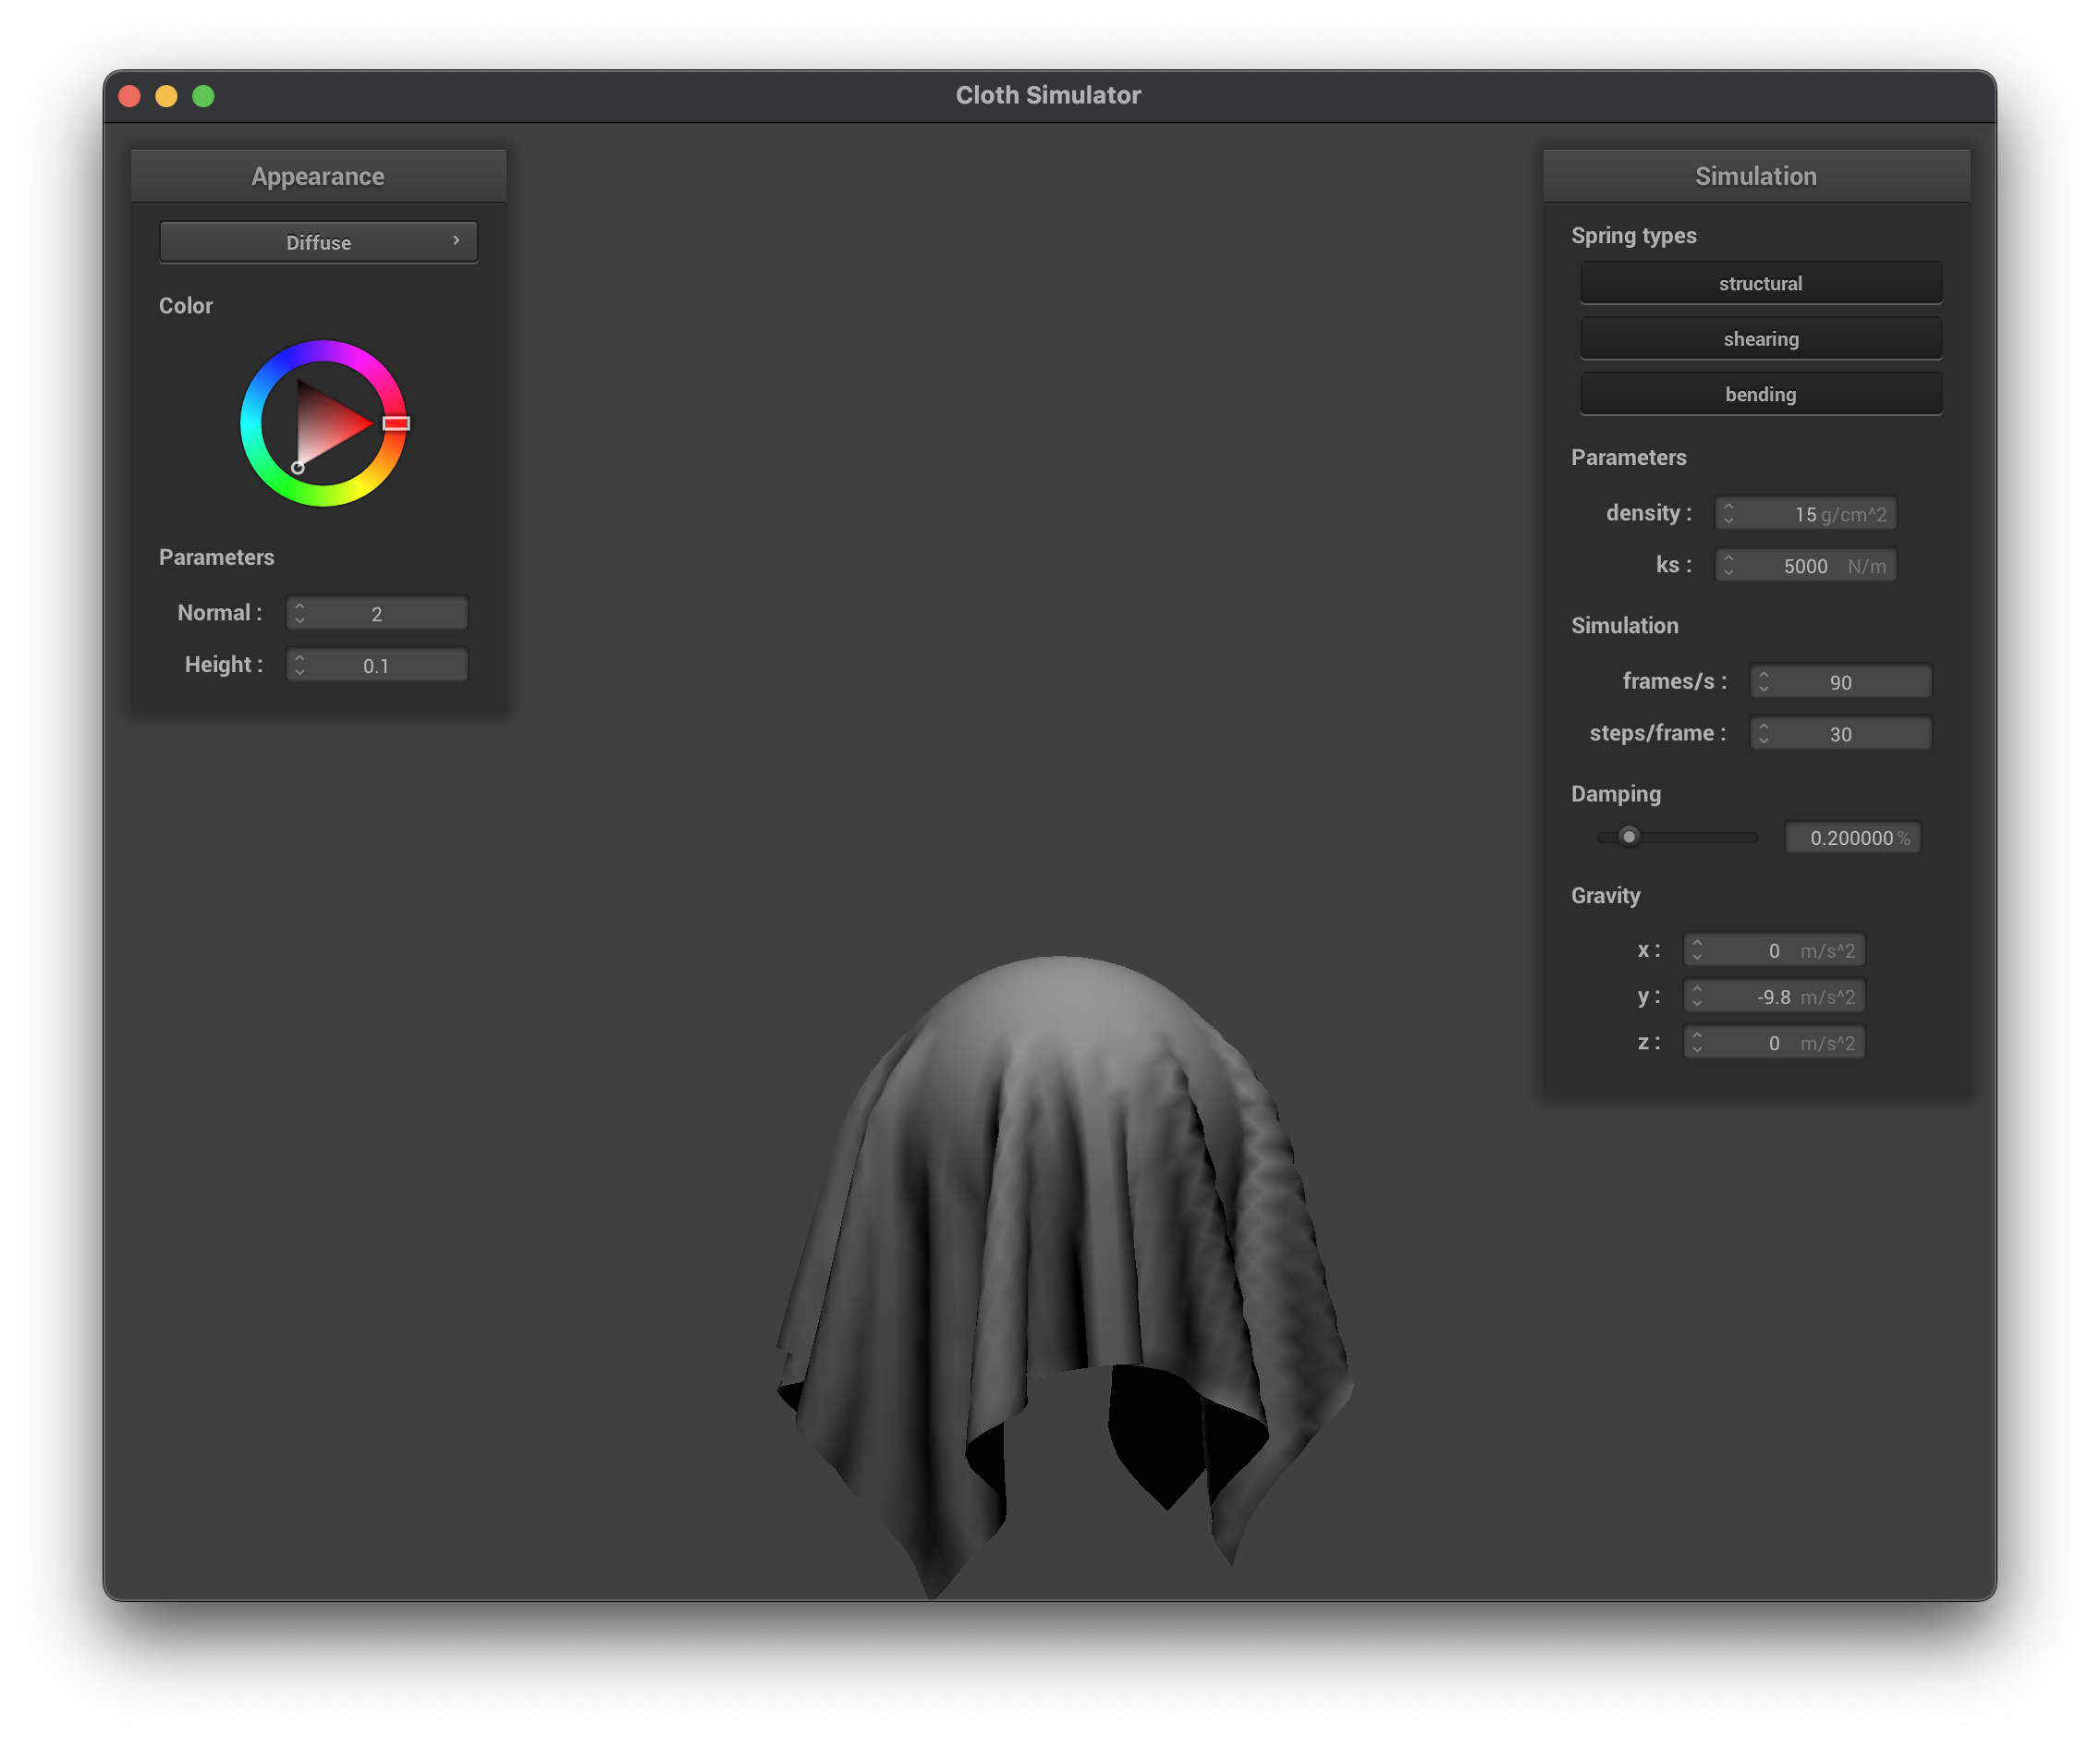 Cloth Simulator
Appearance
Diffuse
Color
Parameters
Normal : 2
Height : 0.1
Simulation
Spring types
structural
shearing
bending
Parameters
density : 15 g/cm^2
ks : 5000 N/m
Simulation
frames/s : 90
steps/frame : 30
Damping
0.200000 %
Gravity
x : 0 m/s^2
y : -9.8 m/s^2
z : 0 m/s^2